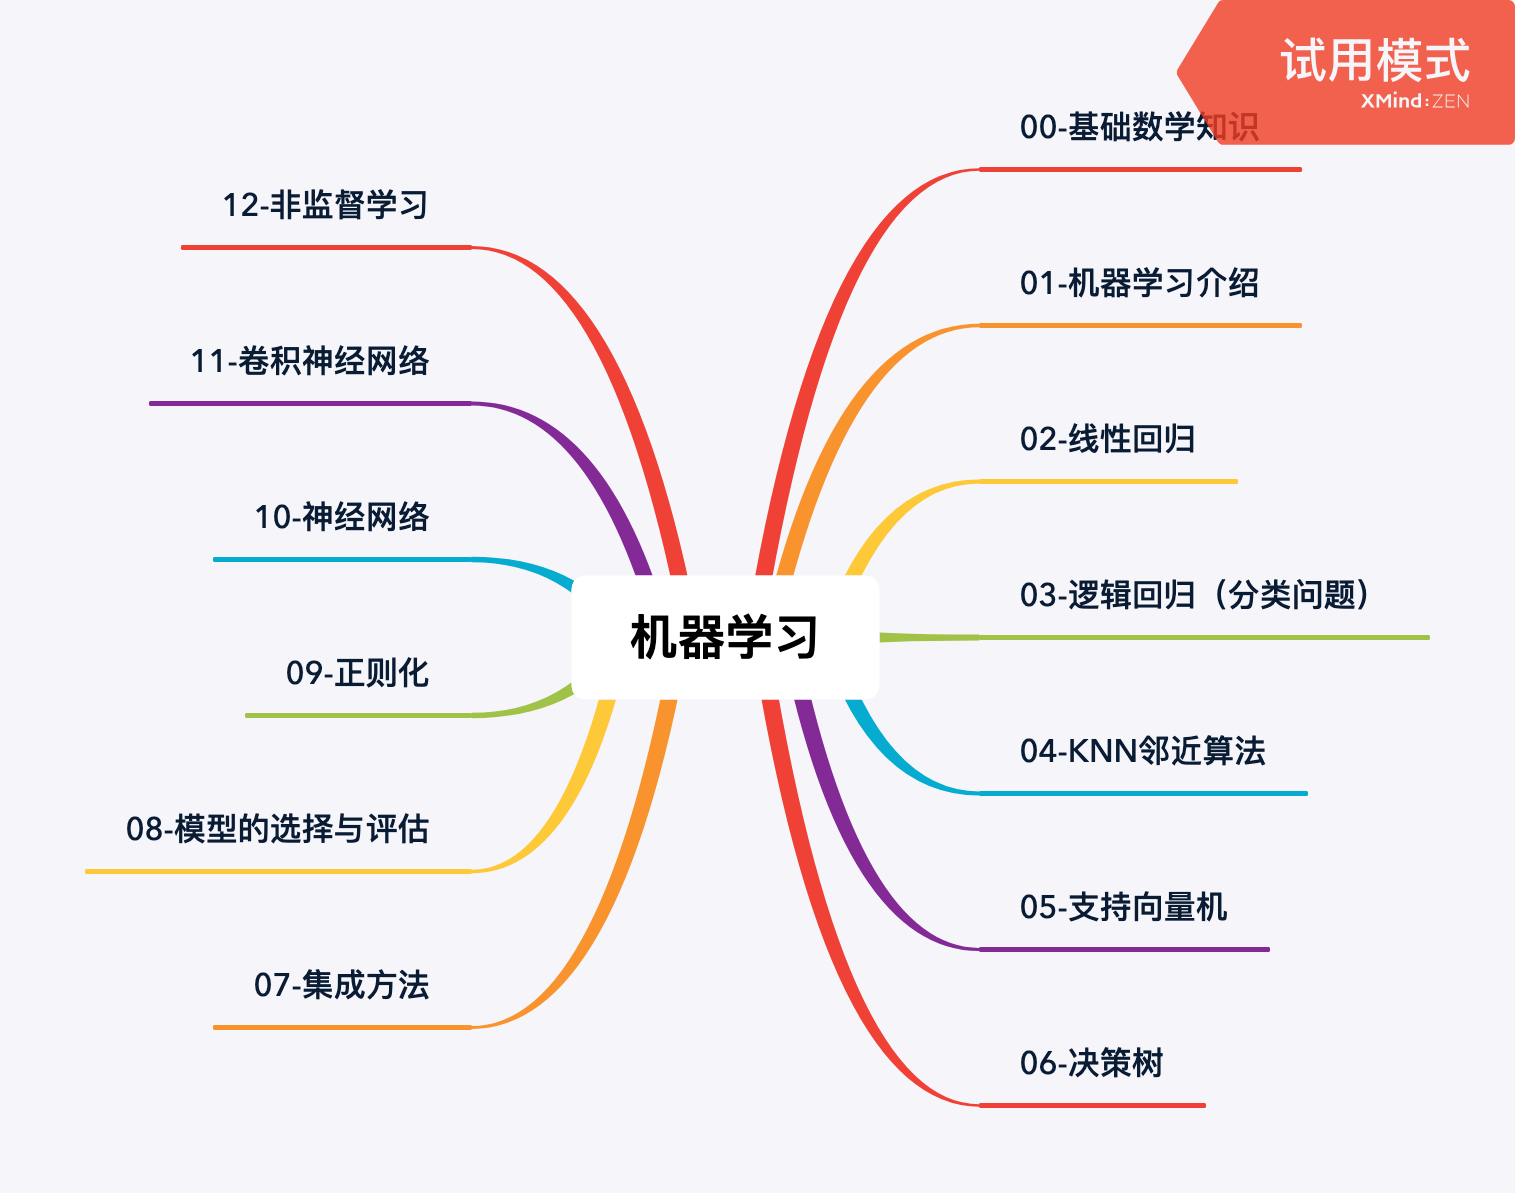 试用模式
XMind:ZEN
00-基础数学知识
01-机器学习介绍
02-线性回归
03-逻辑回归（分类问题）
04-KNN邻近算法
05-支持向量机
06-决策树
机器学习
12-非监督学习
11-卷积神经网络
10-神经网络
09-正则化
08-模型的选择与评估
07-集成方法